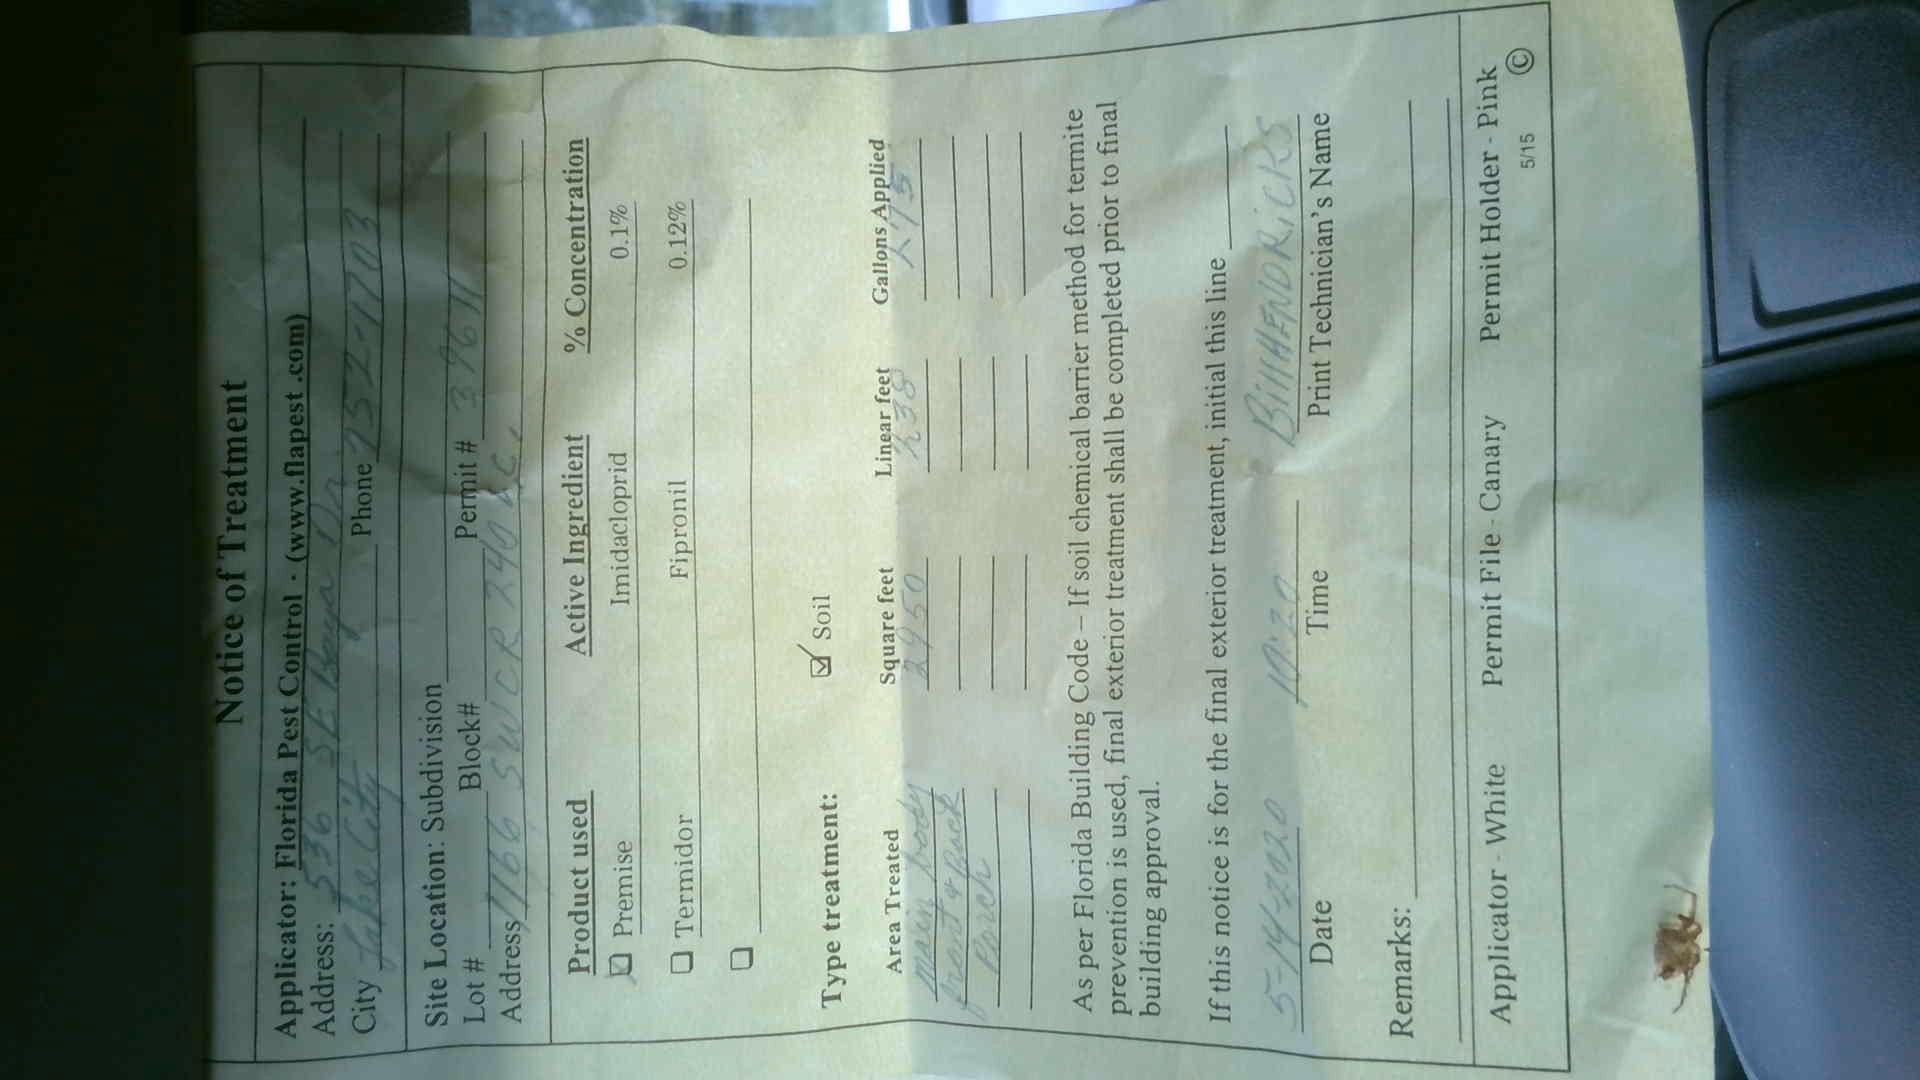 Notice of Treatment
Applicator: Florida Pest Control · (www.flapest .com)
Address: 536 SE Baya Dr.
City Lake City Phone 752-1703
Site Location: Subdivision
Lot # Block# Permit # 39671
Address 1166 SW CR 240
Product used Active Ingredient % Concentration
Premise Imidacloprid 0.1%
Termidor Fipronil 0.12%
Type treatment: Soil
Area Treated Square feet Linear feet Gallons Applied
Main body 2950 238 275
front & Back
Porch
As per Florida Building Code – If soil chemical barrier method for termite
prevention is used, final exterior treatment shall be completed prior to final
building approval.
If this notice is for the final exterior treatment, initial this line
5-14-2020 BillHENDRicks
Date Time Print Technician's Name
Remarks:
Applicator - White Permit File - Canary Permit Holder - Pink
5/15 ©